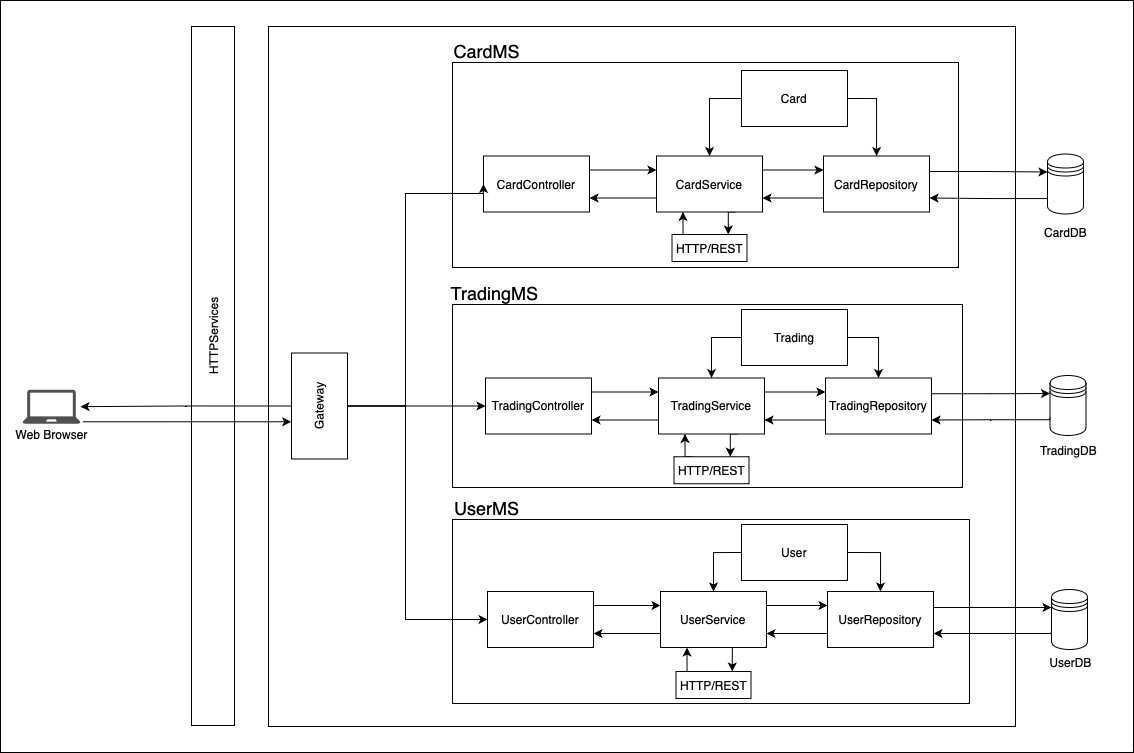 CardMS
Card
CardController
CardService
CardRepository
HTTP/REST
CardDB
TradingMS
Trading
TradingController
TradingService
TradingRepository
HTTP/REST
TradingDB
HTTPServices
Gateway
Web Browser
UserMS
User
UserController
UserService
UserRepository
HTTP/REST
UserDB